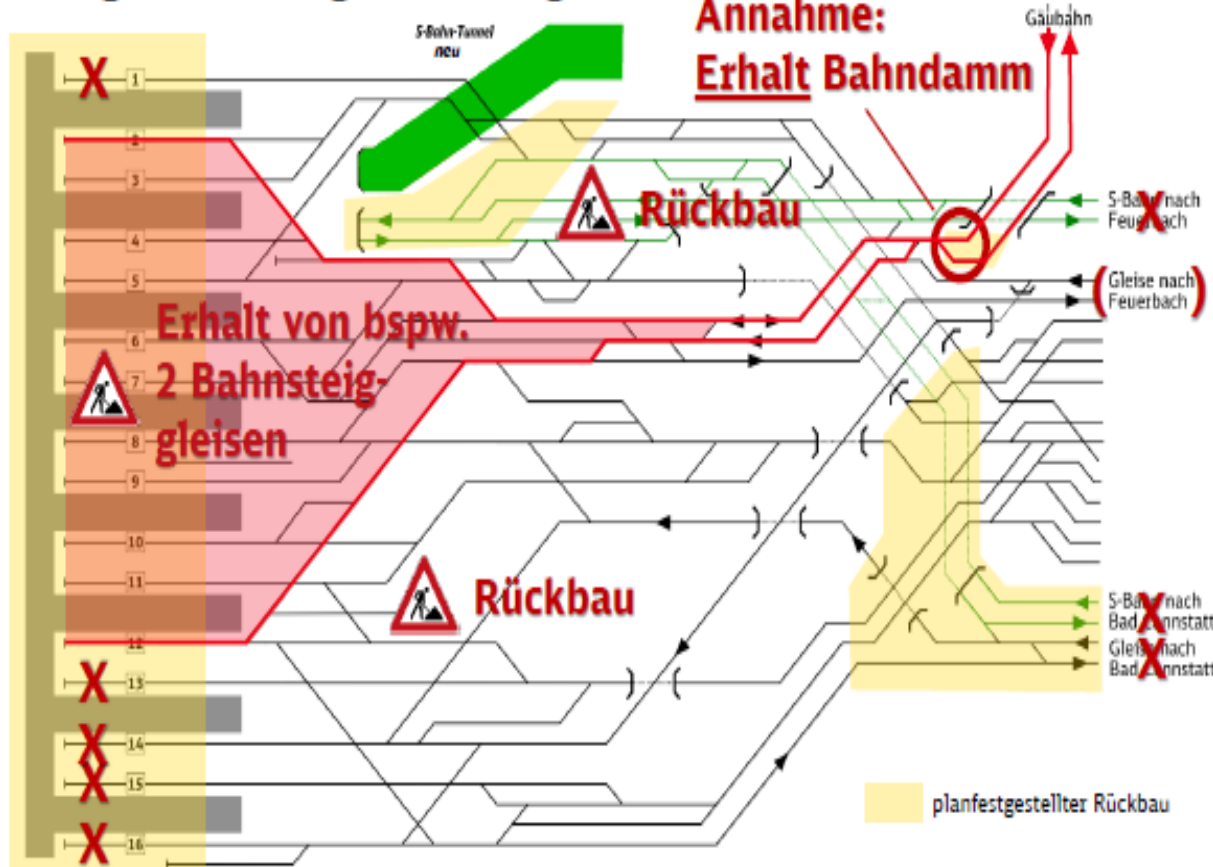 S-Bahn-Tunnel
neu
Annahme:
Erhalt Bahndamm
Gäubahn
1
2
3
4
5
6
7
8
9
10
11
12
13
14
15
16
X
X
X
X
X
Erhalt von bspw.
2 Bahnsteig-
gleisen
Rückbau
Rückbau
S-Bahn nach
Feuerbach
X
(Gleise nach
Feuerbach)
S-Bahn nach
Bad Cannstatt
X
Gleise nach
Bad Cannstatt
X
planfestgestellter Rückbau